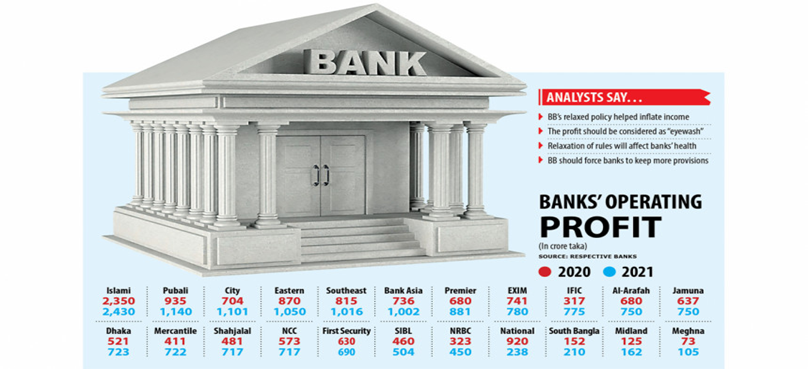 BANK
ANALYSTS SAY...
BB's relaxed policy helped inflate income
The profit should be considered as "eyewash"
Relaxation of rules will affect banks' health
BB should force banks to keep more provisions
BANKS' OPERATING
PROFIT
(In crore taka)
SOURCE: RESPECTIVE BANKS
2020 2021
Islami Pubali City Eastern Southeast Bank Asia Premier EXIM IFIC Al-Arafah Jamuna
2,350 935 704 870 815 736 680 741 317 680 637
2,430 1,140 1,101 1,050 1,016 1,002 881 780 775 750 750
Dhaka Mercantile Shahjalal NCC First Security SIBL NRBC National South Bangla Midland Meghna
521 411 481 573 630 460 323 920 152 125 73
723 722 717 717 690 504 450 238 210 162 105